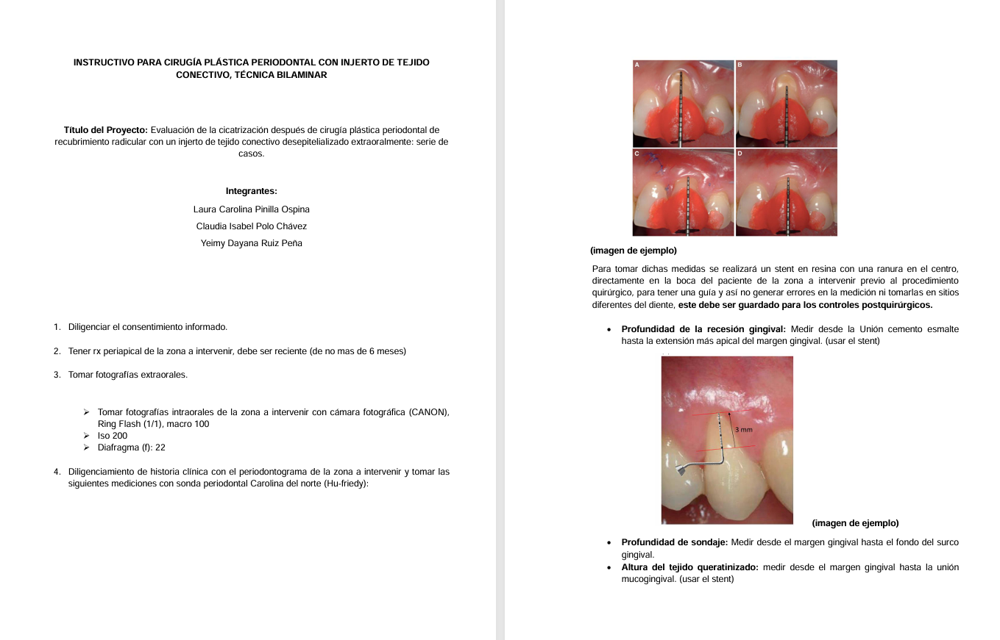 INSTRUCTIVO PARA CIRUGÍA PLÁSTICA PERIODONTAL CON INJERTO DE TEJIDO
CONECTIVO, TÉCNICA BILAMINAR
Título del Proyecto: Evaluación de la cicatrización después de cirugía plástica periodontal de
recubrimiento radicular con un injerto de tejido conectivo desepitelializado extraoralmente: serie de
casos.
Integrantes:
Laura Carolina Pinilla Ospina
Claudia Isabel Polo Chávez
Yeimy Dayana Ruiz Peña
1. Diligenciar el consentimiento informado.
2. Tener rx periapical de la zona a intervenir, debe ser reciente (de no mas de 6 meses)
3. Tomar fotografías extraorales.
➢ Tomar fotografías intraorales de la zona a intervenir con cámara fotográfica (CANON),
Ring Flash (1/1), macro 100
➢ Iso 200
➢ Diafragma (f): 22
4. Diligenciamiento de historia clínica con el periodontograma de la zona a intervenir y tomar las
siguientes mediciones con sonda periodontal Carolina del norte (Hu-friedy):
A
B
C
D
(imagen de ejemplo)
Para tomar dichas medidas se realizará un stent en resina con una ranura en el centro,
directamente en la boca del paciente de la zona a intervenir previo al procedimiento
quirúrgico, para tener una guía y así no generar errores en la medición ni tomarlas en sitios
diferentes del diente, este debe ser guardado para los controles postquirúrgicos.
• Profundidad de la recesión gingival: Medir desde la Unión cemento esmalte
hasta la extensión más apical del margen gingival. (usar el stent)
3 mm
(imagen de ejemplo)
• Profundidad de sondaje: Medir desde el margen gingival hasta el fondo del surco
gingival.
• Altura del tejido queratinizado: medir desde el margen gingival hasta la unión
mucogingival. (usar el stent)